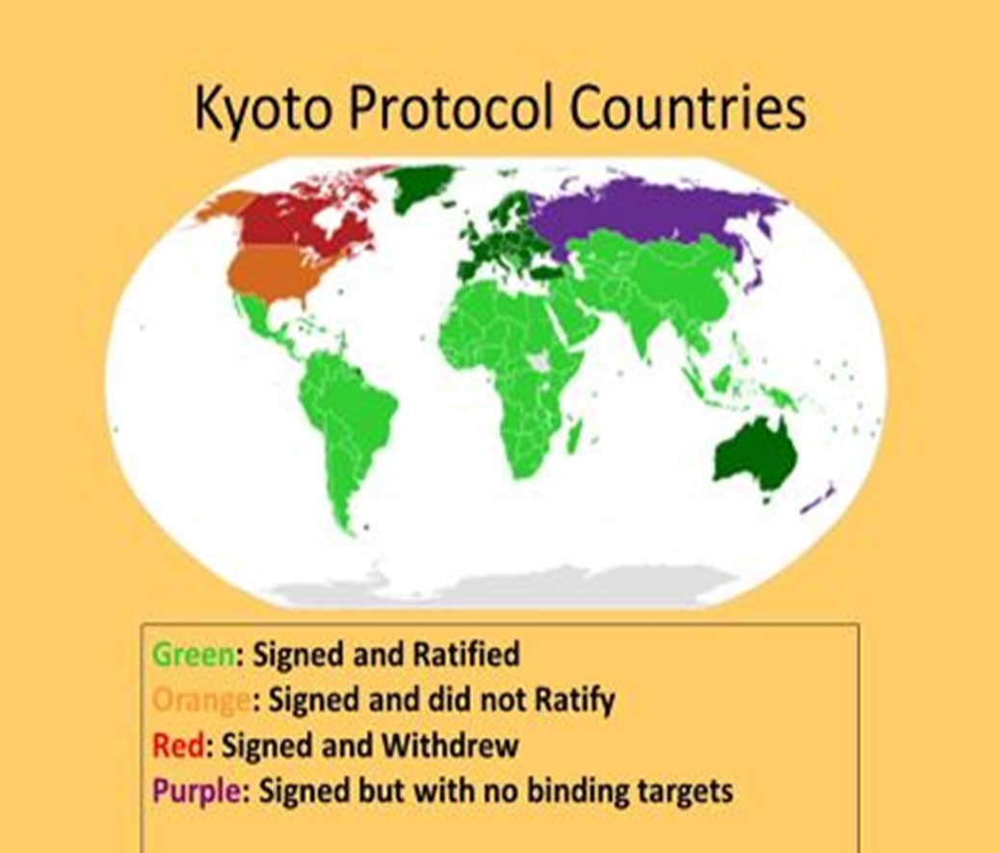 Kyoto Protocol Countries
Green: Signed and Ratified
Orange: Signed and did not Ratify
Red: Signed and Withdrew
Purple: Signed but with no binding targets